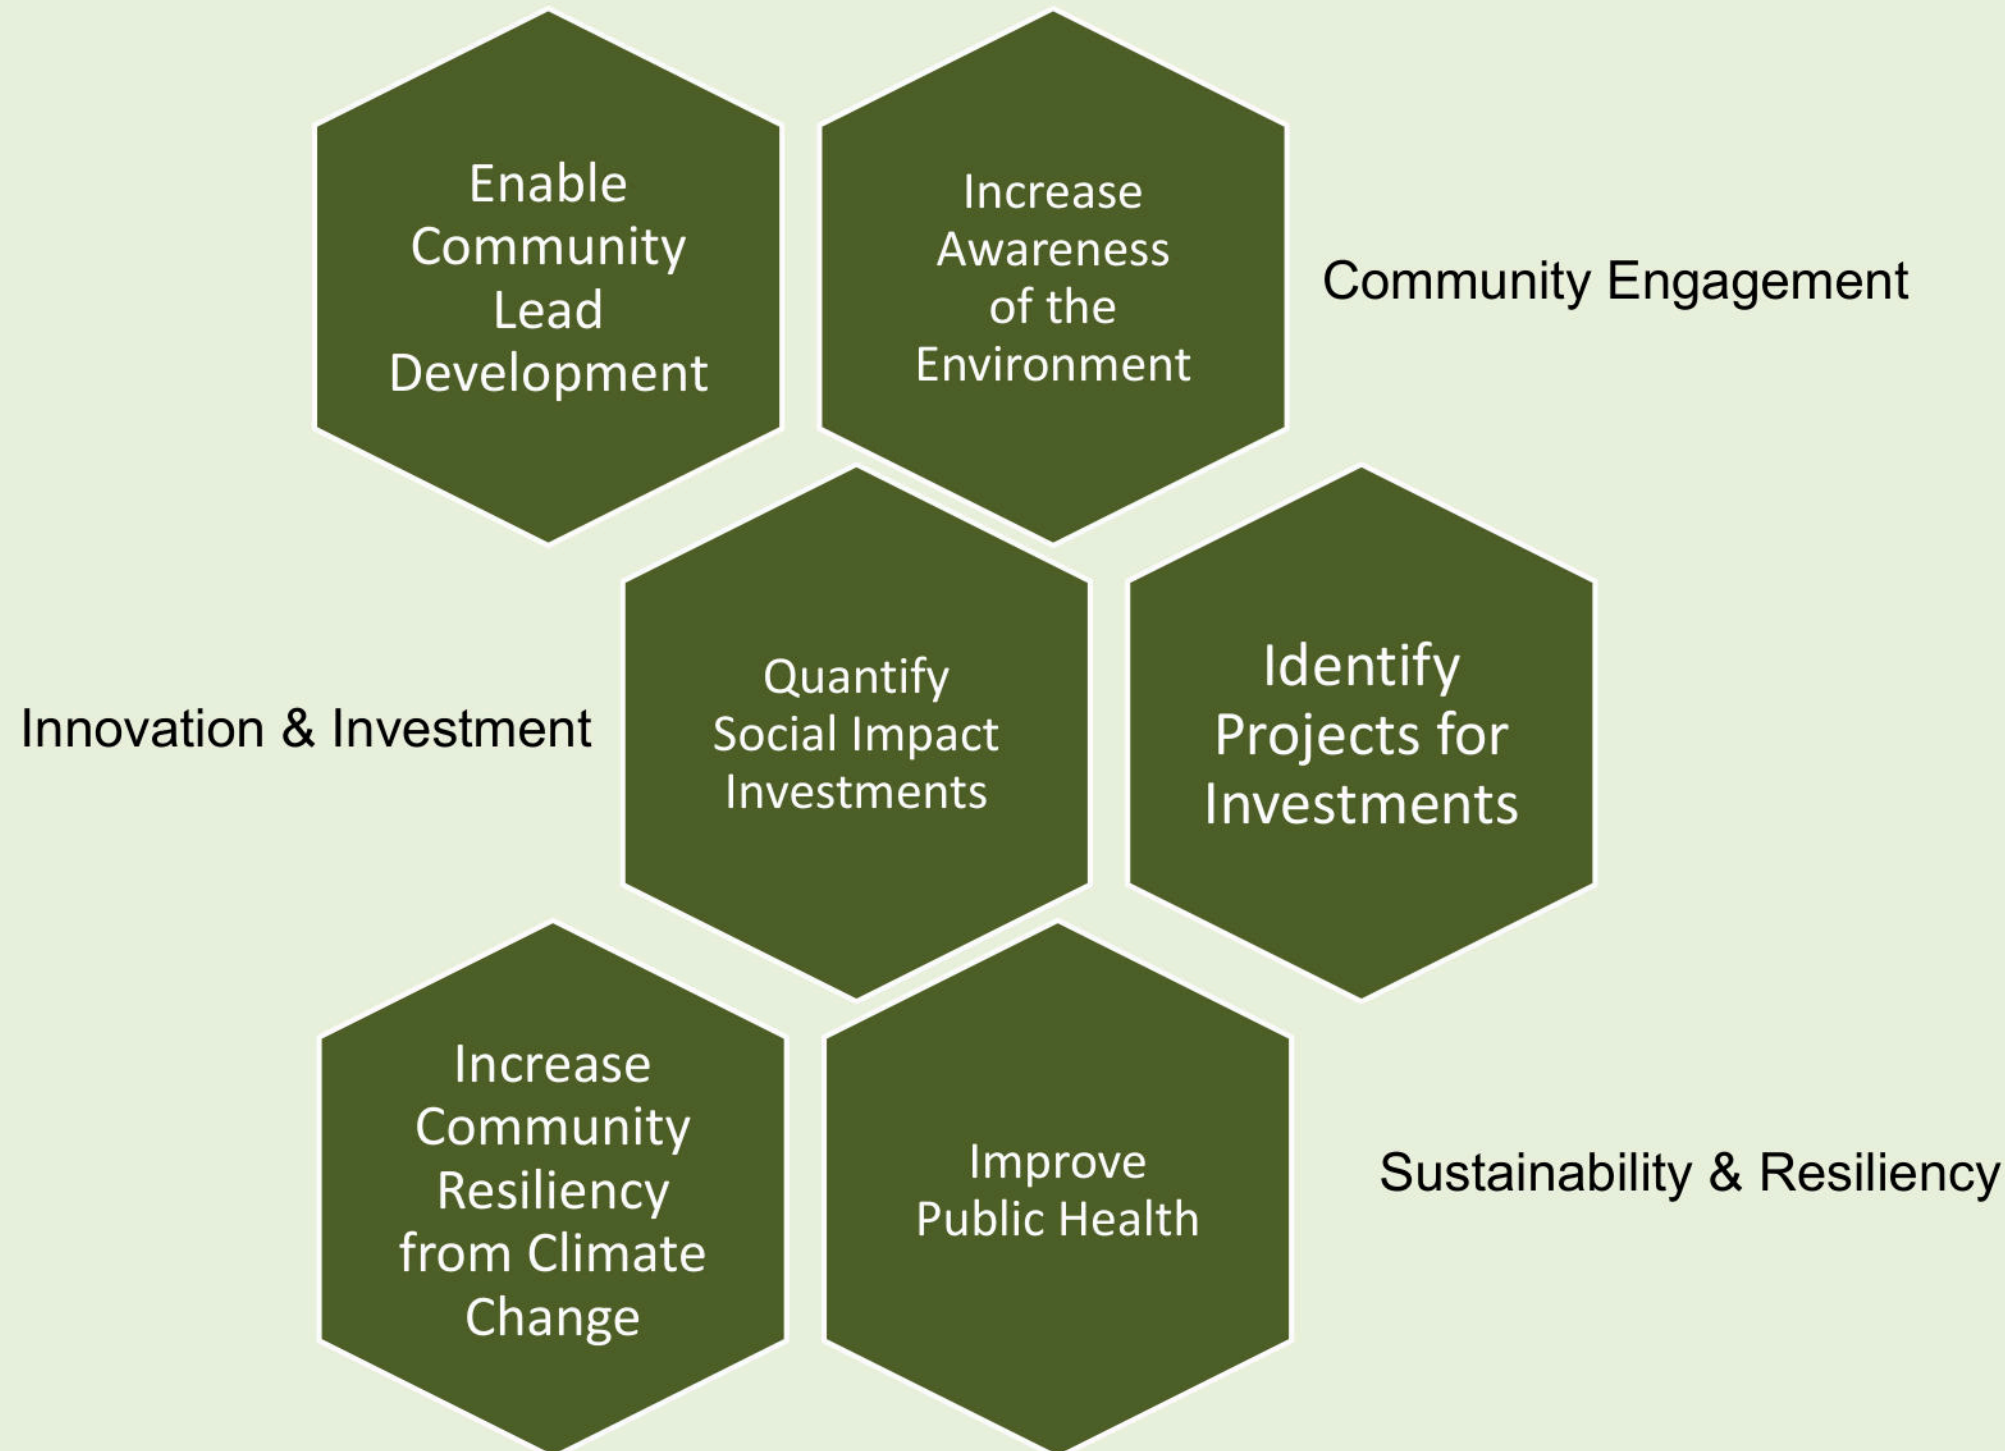 Enable
Community
Lead
Development
Increase
Awareness
of the
Environment
Community Engagement
Innovation & Investment
Quantify
Social Impact
Investments
Identify
Projects for
Investments
Increase
Community
Resiliency
from Climate
Change
Improve
Public Health
Sustainability & Resiliency